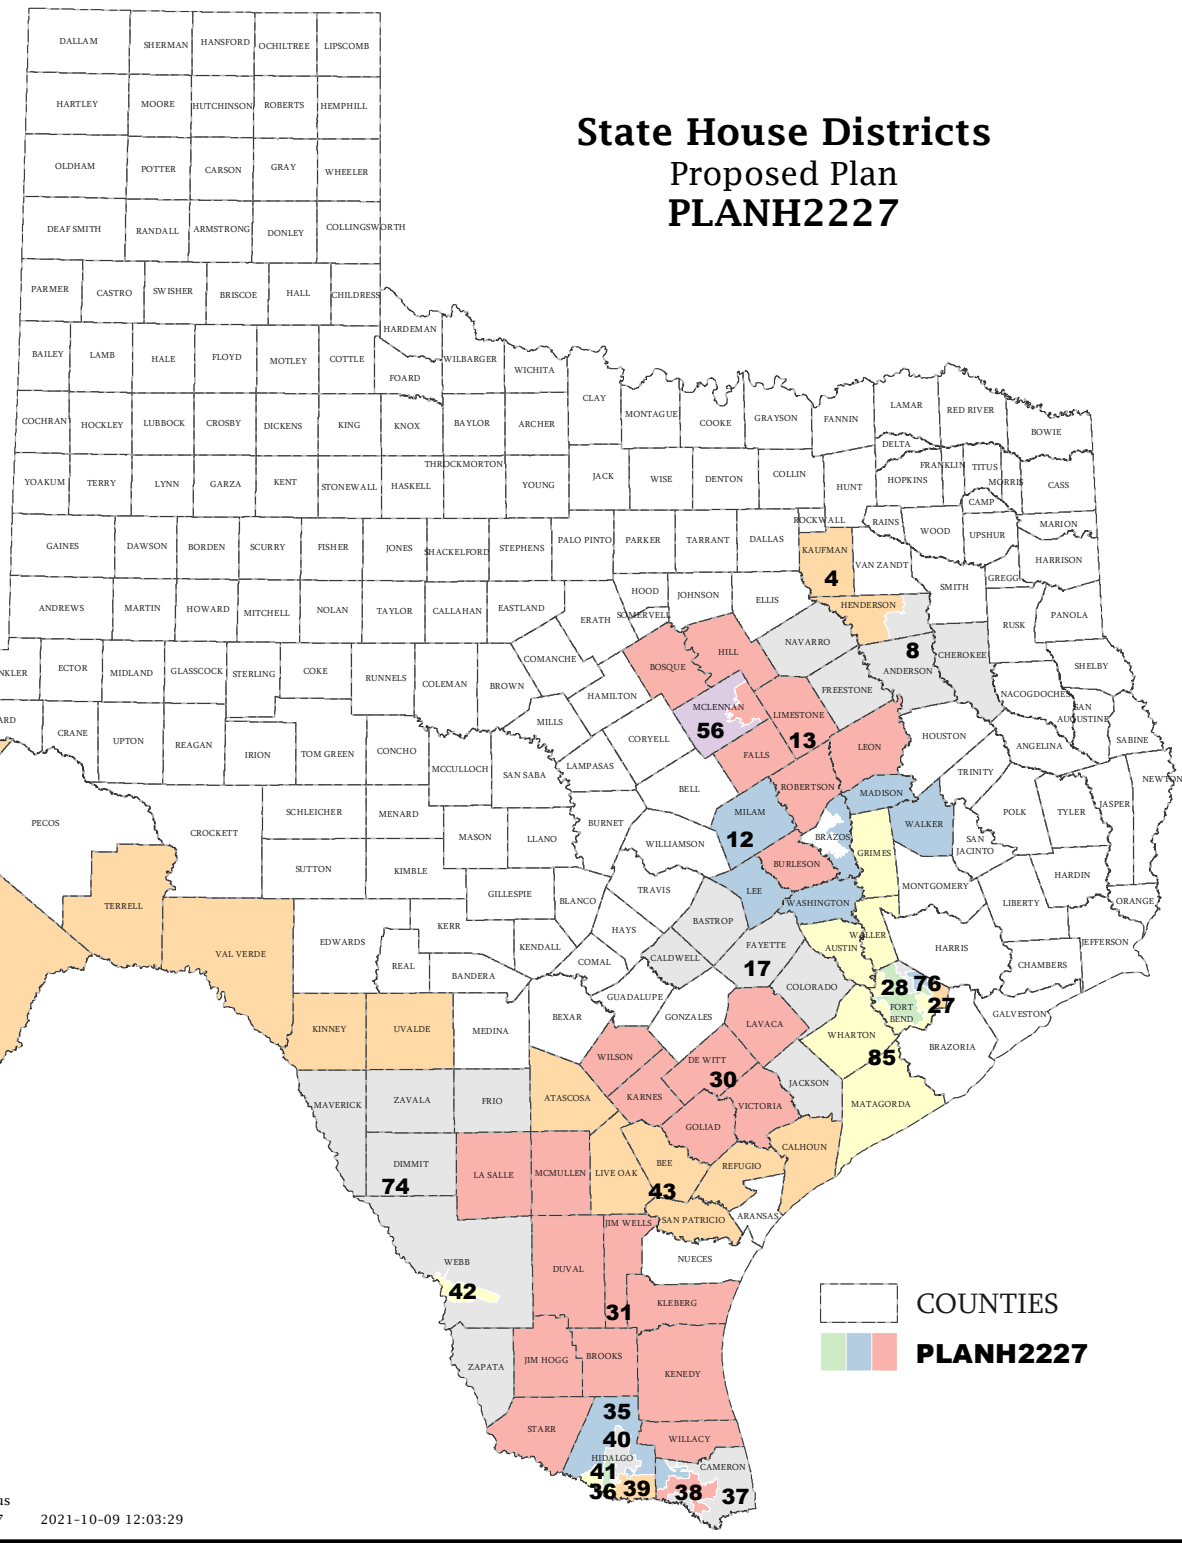 State House Districts
Proposed Plan
PLANH2227
DALLAM
SHERMAN
HANSFORD
OCHILTREE
LIPSCOMB
HARTLEY
MOORE
HUTCHINSON
ROBERTS
HEMPHILL
OLDHAM
POTTER
CARSON
GRAY
WHEELER
DEAF SMITH
RANDALL
ARMSTRONG
DONLEY
COLLINGSWORTH
PARMER
CASTRO
SWISHER
BRISCOE
HALL
CHILDRESS
HARDEMAN
BAILEY
LAMB
HALE
FLOYD
MOTLEY
COTTLE
FOARD
WILBARGER
WICHITA
CLAY
MONTAGUE
COOKE
GRAYSON
FANNIN
LAMAR
RED RIVER
BOWIE
COCHRAN
HOCKLEY
LUBBOCK
CROSBY
DICKENS
KING
KNOX
BAYLOR
ARCHER
DELTA
YOAKUM
TERRY
LYNN
GARZA
KENT
STONEWALL
HASKELL
THROCKMORTON
YOUNG
JACK
WISE
DENTON
COLLIN
HUNT
HOPKINS
FRANKLIN
TITUS
MORRIS
CASS
CAMP
GAINES
DAWSON
BORDEN
SCURRY
FISHER
JONES
SHACKELFORD
STEPHENS
PALO PINTO
PARKER
TARRANT
DALLAS
ROCKWALL
KAUFMAN
4
RAINS
WOOD
UPSHUR
MARION
HARRISON
VAN ZANDT
SMITH
GREGG
ANDREWS
MARTIN
HOWARD
MITCHELL
NOLAN
TAYLOR
CALLAHAN
EASTLAND
ERATH
HOOD
SOMERVELL
JOHNSON
ELLIS
HENDERSON
RUSK
PANOLA
NKLER
ECTOR
MIDLAND
GLASSCOCK
STERLING
COKE
RUNNELS
COLEMAN
BROWN
COMANCHE
HAMILTON
BOSQUE
HILL
NAVARRO
FREESTONE
8
ANDERSON
CHEROKEE
NACOGDOCHES
SHELBY
SAN
AUGUSTINE
SABINE
ARD
CRANE
UPTON
REAGAN
IRION
TOM GREEN
CONCHO
MCCULLOCH
SAN SABA
MILLS
LAMPASAS
CORYELL
MCLENNAN
56
LIMESTONE
13
FALLS
LEON
HOUSTON
ANGELINA
TRINITY
NEWTON
PECOS
CROCKETT
SCHLEICHER
MENARD
MASON
LLANO
BURNET
BELL
MILAM
12
ROBERTSON
MADISON
BRAZOS
WALKER
POLK
TYLER
JASPER
SAN
JACINTO
SUTTON
KIMBLE
GILLESPIE
BLANCO
WILLIAMSON
TRAVIS
BURLESON
GRIMES
MONTGOMERY
HARDIN
LIBERTY
ORANGE
TERRELL
VAL VERDE
EDWARDS
KERR
REAL
BANDERA
KENDALL
HAYS
COMAL
LEE
WASHINGTON
BASTROP
CALDWELL
FAYETTE
17
AUSTIN
WALLER
HARRIS
JEFFERSON
CHAMBERS
KINNEY
UVALDE
MEDINA
BEXAR
GUADALUPE
GONZALES
COLORADO
28
76
27
FORT
BEND
GALVESTON
BRAZORIA
WHARTON
85
MATAGORDA
LAVACA
WILSON
DE WITT
30
KARNES
VICTORIA
JACKSON
GOLIAD
CALHOUN
MAVERICK
ZAVALA
FRIO
ATASCOSA
DIMMIT
74
LA SALLE
MCMULLEN
LIVE OAK
BEE
43
REFUGIO
SAN PATRICIO
ARANSAS
JIM WELLS
NUECES
WEBB
42
DUVAL
31
KLEBERG
ZAPATA
JIM HOGG
BROOKS
KENEDY
STARR
35
40
HIDALGO
41
36
39
WILLACY
CAMERON
38
37
COUNTIES
PLANH2227
us
7 2021-10-09 12:03:29